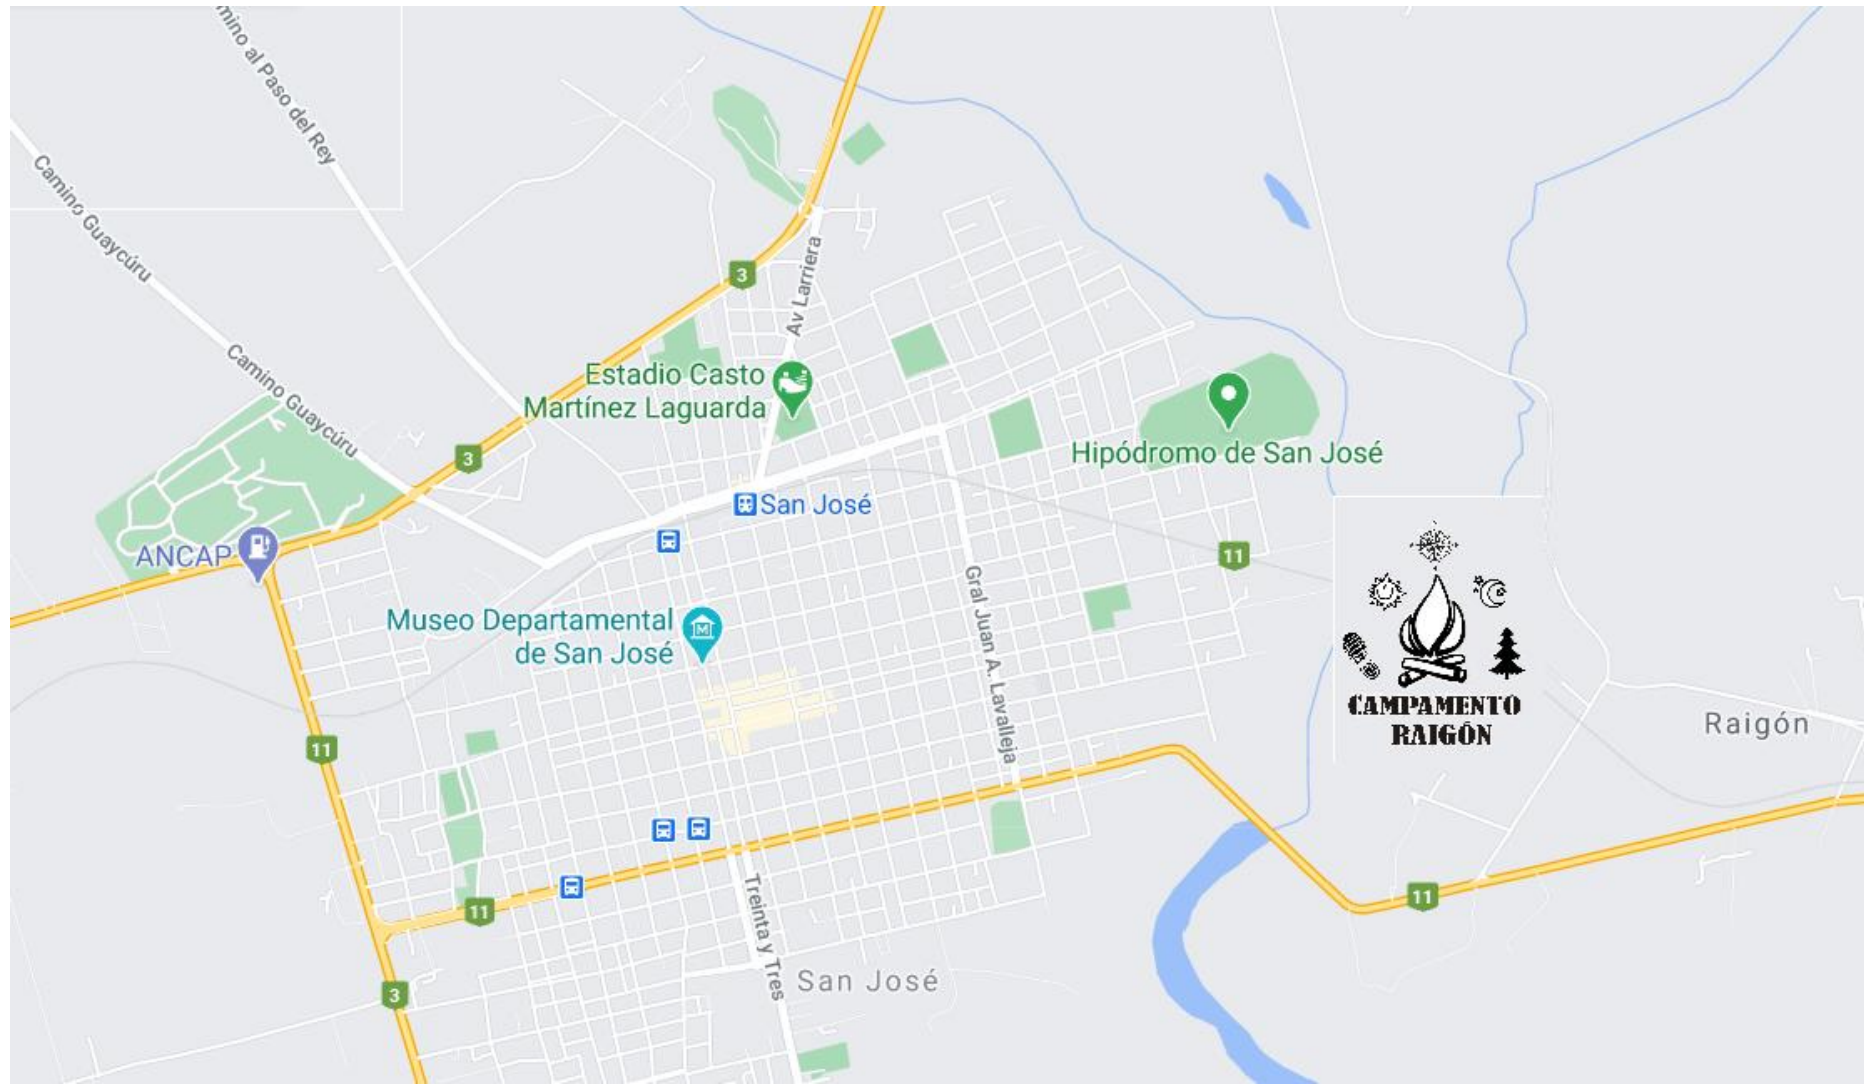 mino al Paso del Rey
Camino Guaycúru
3
Av Larriera
Camino Guaycúru
Estadio Casto
Martínez Laguarda
3
Hipódromo de San José
San José
ANCAP
11
Gral Juan A. Lavalleja
Museo Departamental
de San José
M
CAMPAMENTO
RAIGÓN
Raigón
11
11
11
Treinta y Tres
San José
3